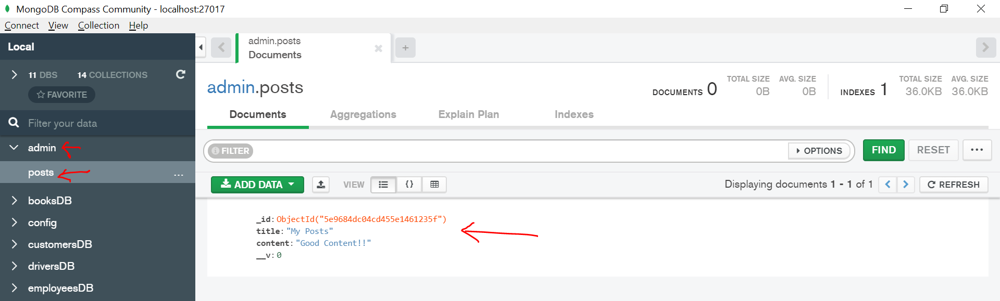 MongoDB Compass Community - localhost:27017
Connect View Collection Help
Local
11 DBS 14 COLLECTIONS
FAVORITE
Filter your data
admin
posts ...
booksDB
config
customersDB
driversDB
employeesDB
admin.posts
Documents
+
admin.posts
DOCUMENTS 0 TOTAL SIZE 0B AVG. SIZE 0B INDEXES 1 TOTAL SIZE 36.0KB AVG. SIZE 36.0KB
Documents Aggregations Explain Plan Indexes
FILTER OPTIONS FIND RESET ...
ADD DATA VIEW {} Displaying documents 1 - 1 of 1 REFRESH
_id: ObjectId("5e9684dc04cd455e1461235f")
title: "My Posts"
content: "Good Content!!"
__v: 0